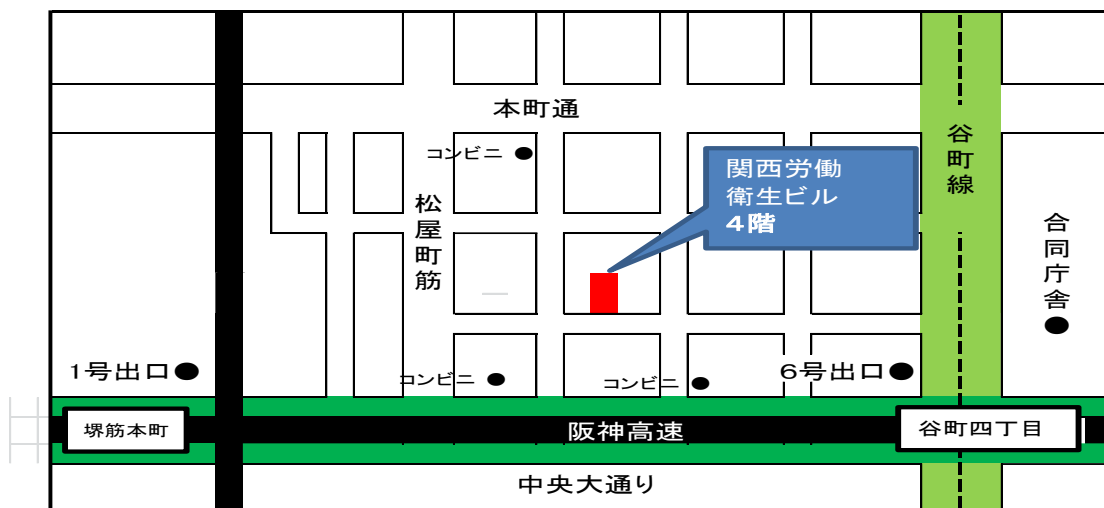 本町通
コンビニ
関西労働
衛生ビル
4階
谷町線
松屋町筋
合同庁舎
1号出口
コンビニ
コンビニ
6号出口
堺筋本町
阪神高速
谷町四丁目
中央大通り